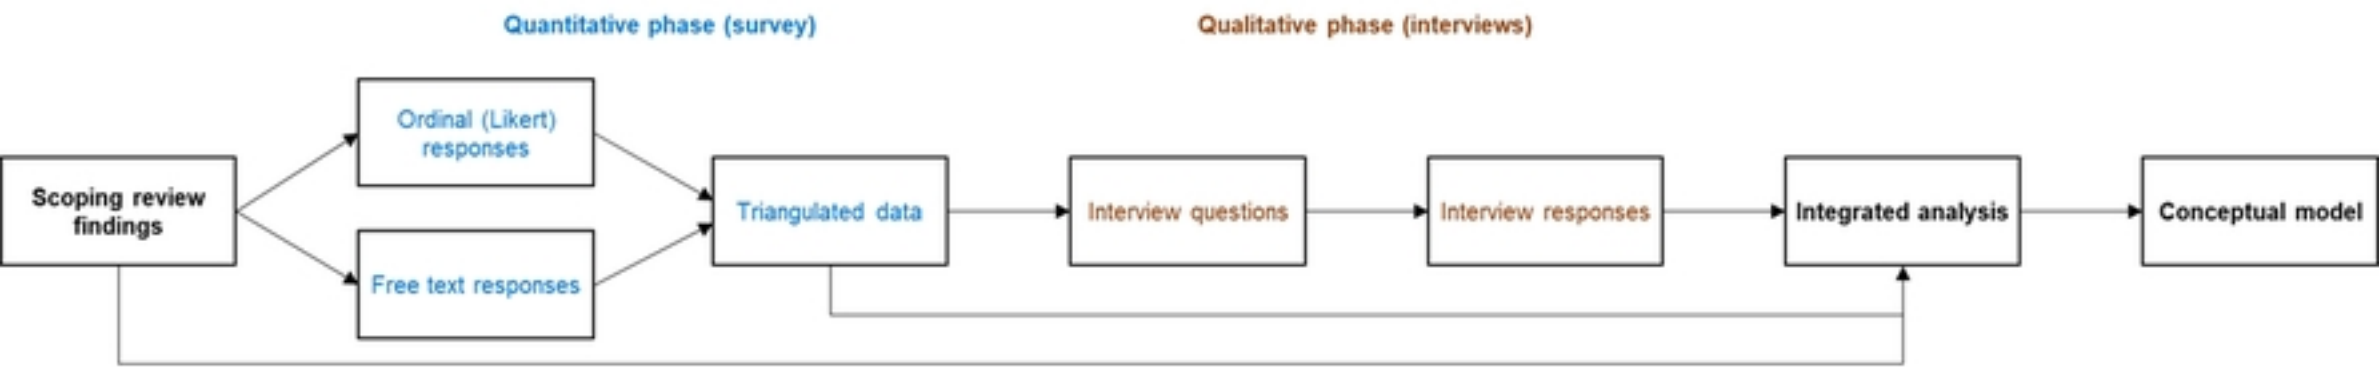 Quantitative phase (survey)
Qualitative phase (interviews)
Scoping review
findings
Ordinal (Likert)
responses
Free text responses
Triangulated data
Interview questions
Interview responses
Integrated analysis
Conceptual model